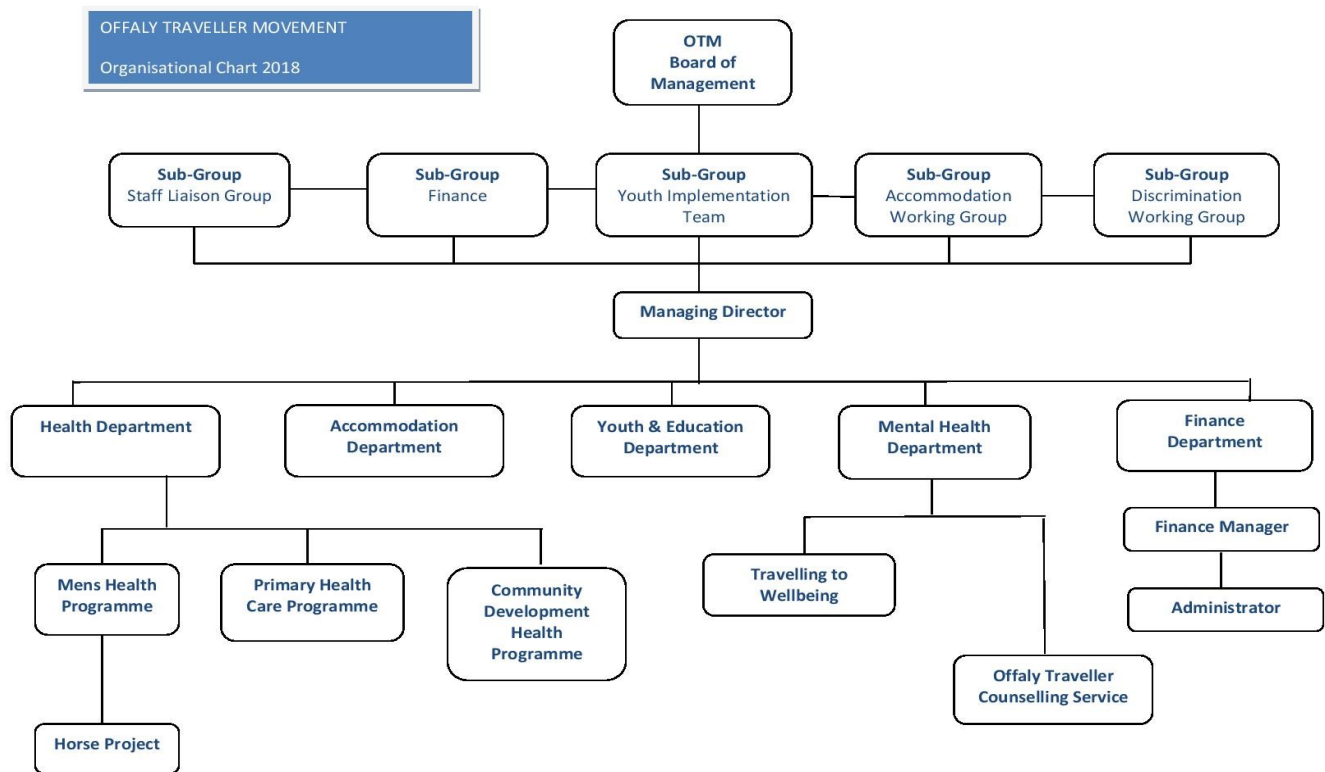 OFFALY TRAVELLER MOVEMENT
Organisational Chart 2018
OTM
Board of
Management
Sub-Group
Staff Liaison Group
Sub-Group
Finance
Sub-Group
Youth Implementation
Team
Sub-Group
Accommodation
Working Group
Sub-Group
Discrimination
Working Group
Managing Director
Health Department
Accommodation
Department
Youth & Education
Department
Mental Health
Department
Finance
Department
Finance Manager
Administrator
Mens Health
Programme
Primary Health
Care Programme
Community
Development
Health
Programme
Travelling to
Wellbeing
Offaly Traveller
Counselling Service
Horse Project